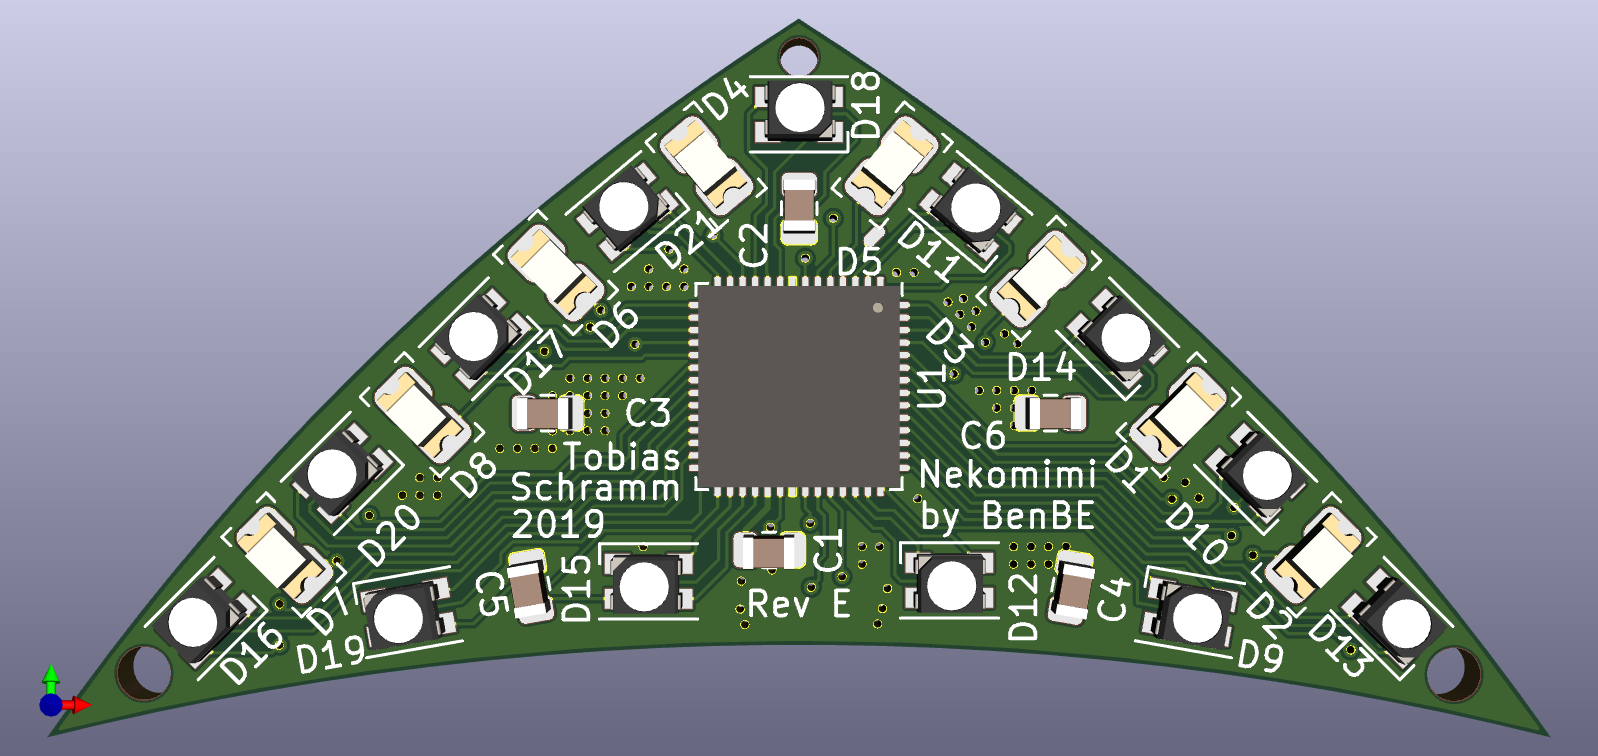 D4
D18
D21
C2
D5
D11
D6
D3
D17
D14
U1
C3
C6
D8
Tobias
Schramm
2019
D1
Nekomimi
by BenBE
D20
D10
C1
C5
D15
Rev E
D12
C4
D7
D2
D16
D19
D9
D13